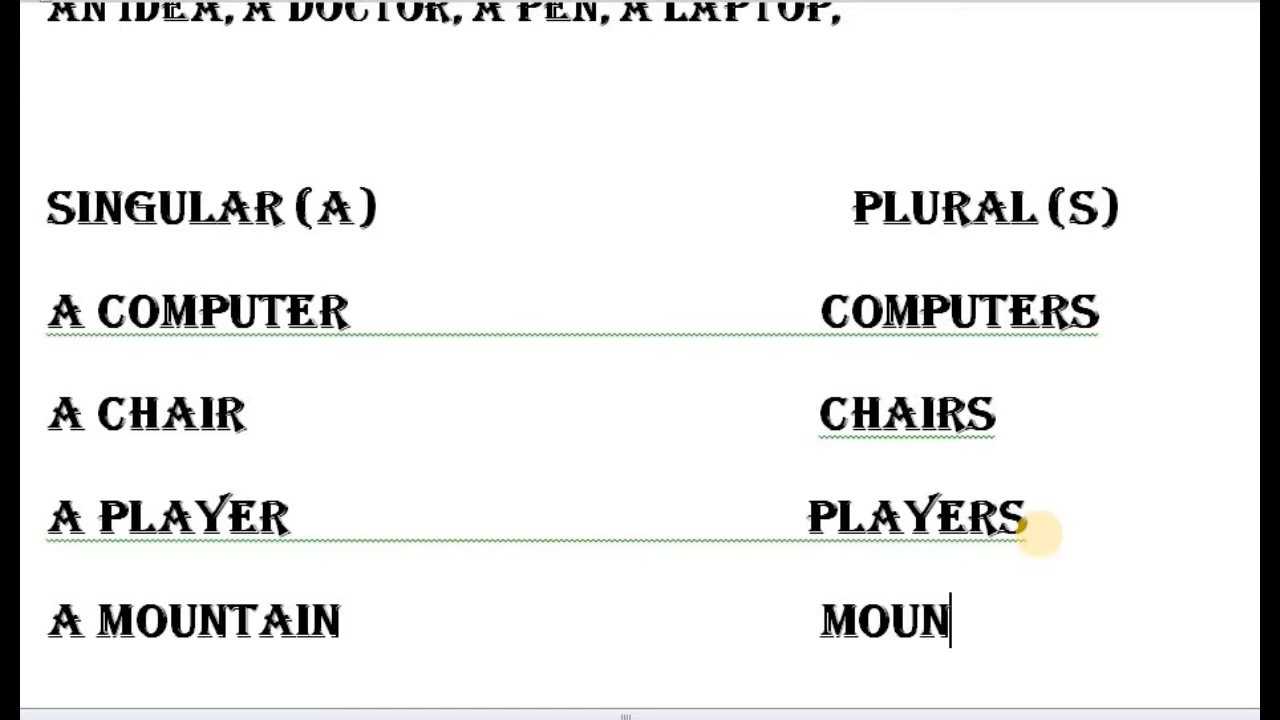 AN IDEA, A DOCTOR, A PEN, A LAPTOP,
SINGULAR (A) PLURAL (S)
A COMPUTER COMPUTERS
A CHAIR CHAIRS
A PLAYER PLAYERS
A MOUNTAIN MOUN